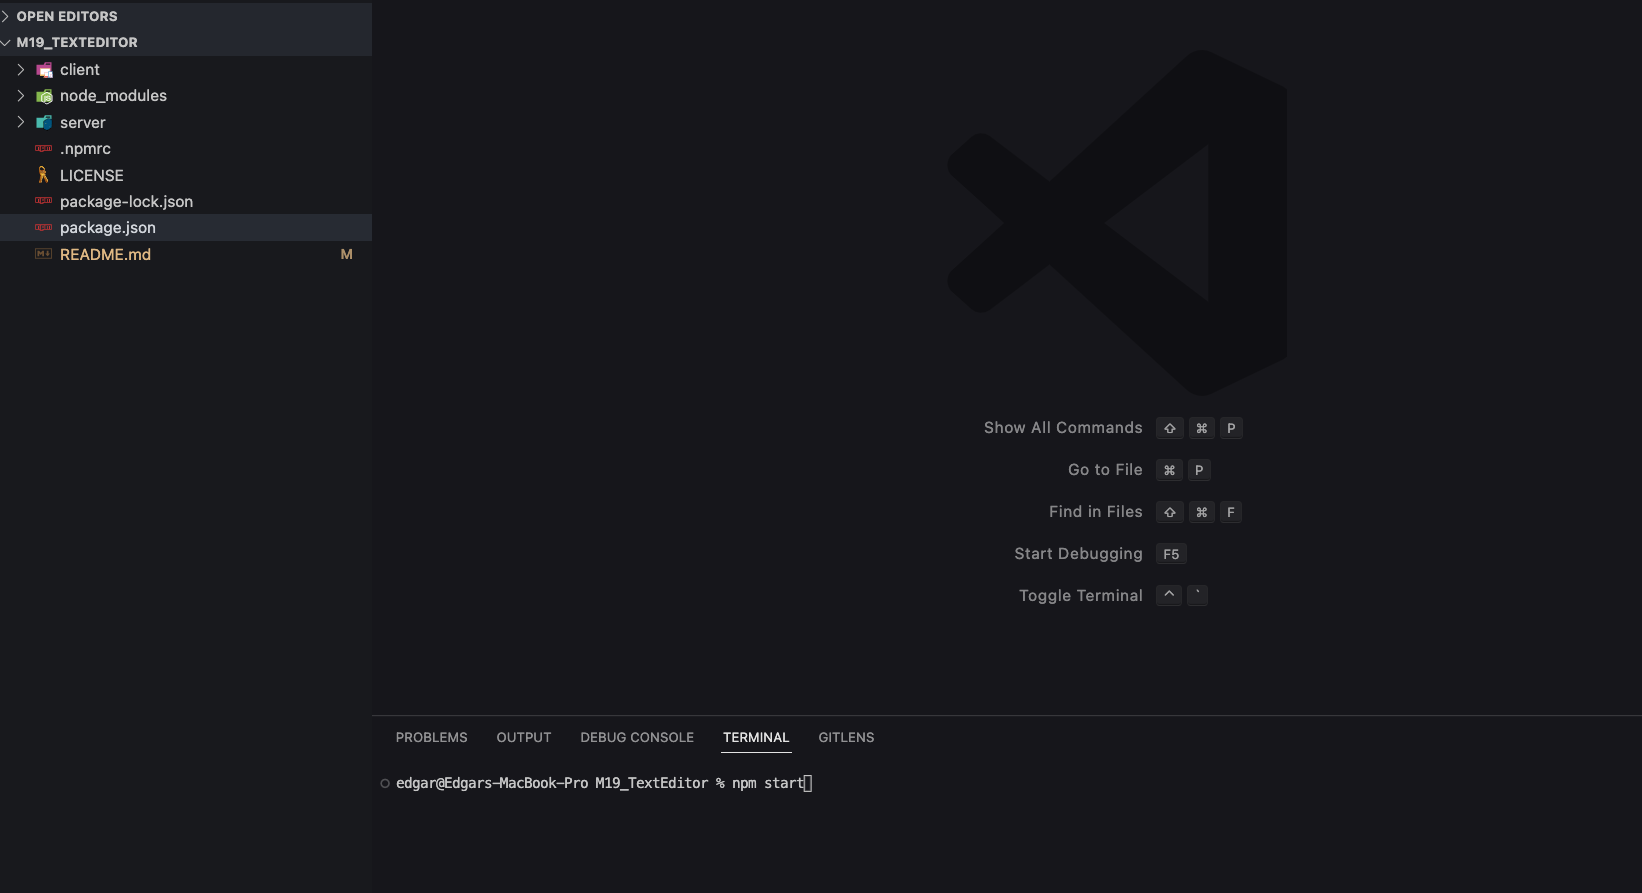 OPEN EDITORS
M19_TEXTEDITOR
client
node_modules
server
.npmrc
LICENSE
package-lock.json
package.json
README.md M
Show All Commands ⇧ ⌘ P
Go to File ⌘ P
Find in Files ⇧ ⌘ F
Start Debugging F5
Toggle Terminal ^ `
PROBLEMS OUTPUT DEBUG CONSOLE TERMINAL GITLENS
edgar@Edgars-MacBook-Pro M19_TextEditor % npm start